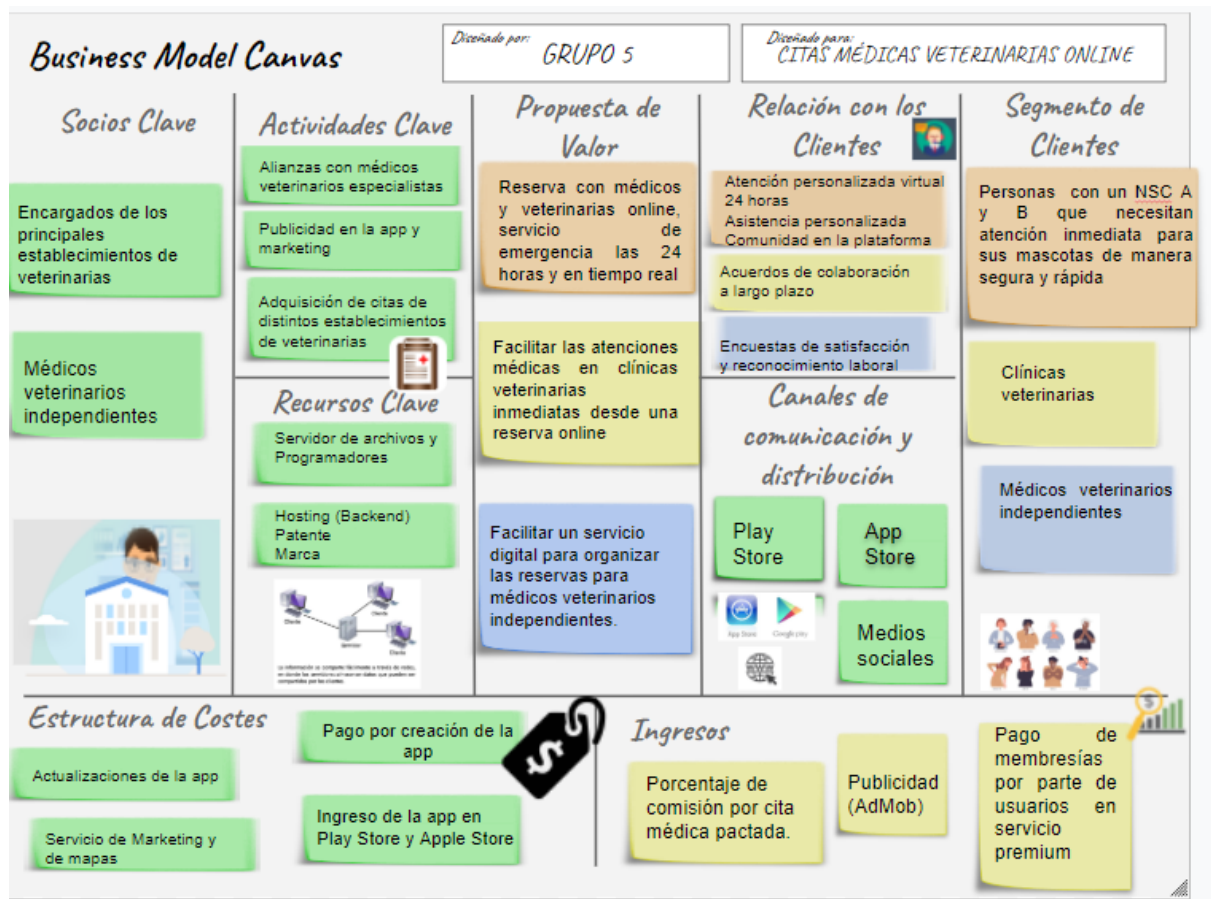 Business Model Canvas
Diseñado por:
GRUPO 5
Diseñado para:
CITAS MÉDICAS VETERINARIAS ONLINE
Socios Clave
Encargados de los
principales
establecimientos de
veterinarias
Médicos
veterinarios
independientes
Actividades Clave
Alianzas con médicos
veterinarios especialistas
Publicidad en la app y
marketing
Adquisición de citas de
distintos establecimientos
de veterinarias
Recursos Clave
Servidor de archivos y
Programadores
Hosting (Backend)
Patente
Marca
Cliente
Cliente
Servidor
Cliente
Propuesta de
Valor
Reserva con médicos
y veterinarias online,
servicio de
emergencia las 24
horas y en tiempo real
Facilitar las atenciones
médicas en clínicas
veterinarias
inmediatas desde una
reserva online
Facilitar un servicio
digital para organizar
las reservas para
médicos veterinarios
independientes.
Relación con los
Clientes
Atención personalizada virtual
24 horas
Asistencia personalizada
Comunidad en la plataforma
Acuerdos de colaboración
a largo plazo
Encuestas de satisfacción
y reconocimiento laboral
Canales de
comunicación y
distribución
Play
Store
App
Store
App Store
Google play
Medios
sociales
Segmento de
Clientes
Personas con un NSC A
y B que necesitan
atención inmediata para
sus mascotas de manera
segura y rápida
Clínicas
veterinarias
Médicos veterinarios
independientes
Estructura de Costes
Actualizaciones de la app
Servicio de Marketing y
de mapas
Pago por creación de la
app
Ingreso de la app en
Play Store y Apple Store
$
Ingresos
Porcentaje de
comisión por cita
médica pactada.
Publicidad
(AdMob)
Pago de
membresías
por parte de
usuarios en
servicio
premium
$